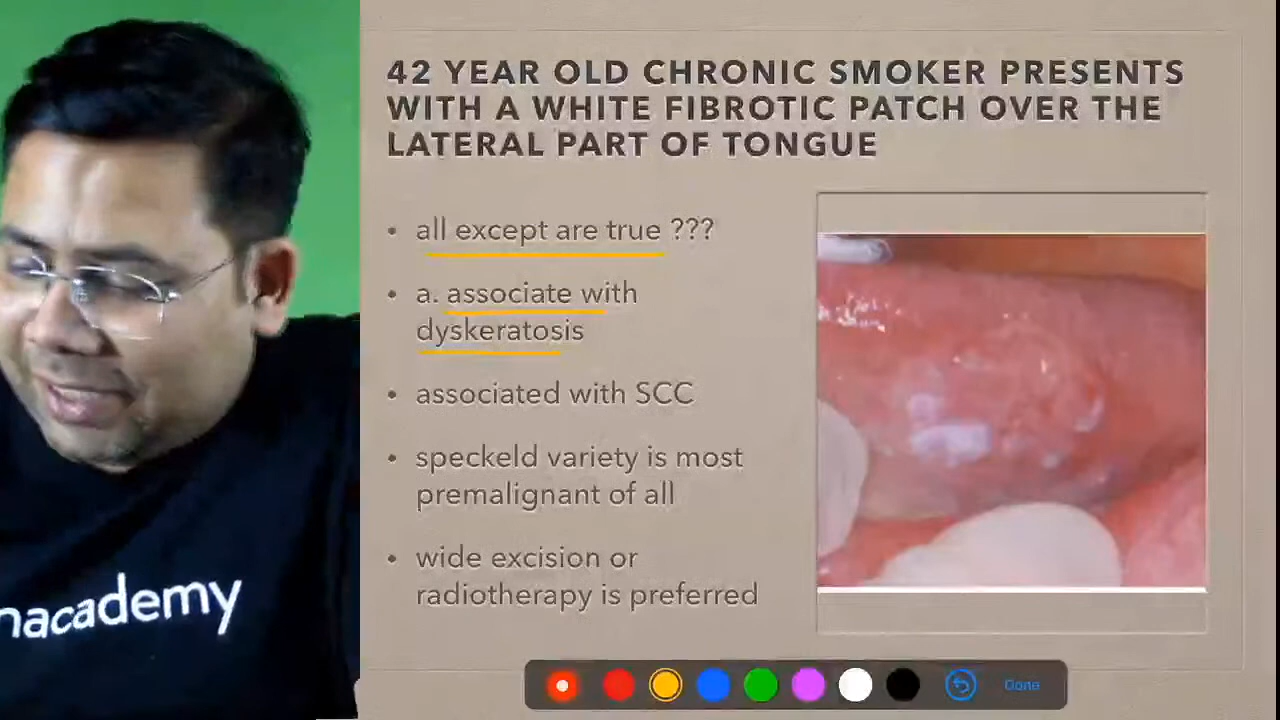 42 YEAR OLD CHRONIC SMOKER PRESENTS
WITH A WHITE FIBROTIC PATCH OVER THE
LATERAL PART OF TONGUE
• all except are true ???
• a. associate with
dyskeratosis
• associated with SCC
• speckeld variety is most
premalignant of all
• wide excision or
radiotherapy is preferred
nacademy
Done